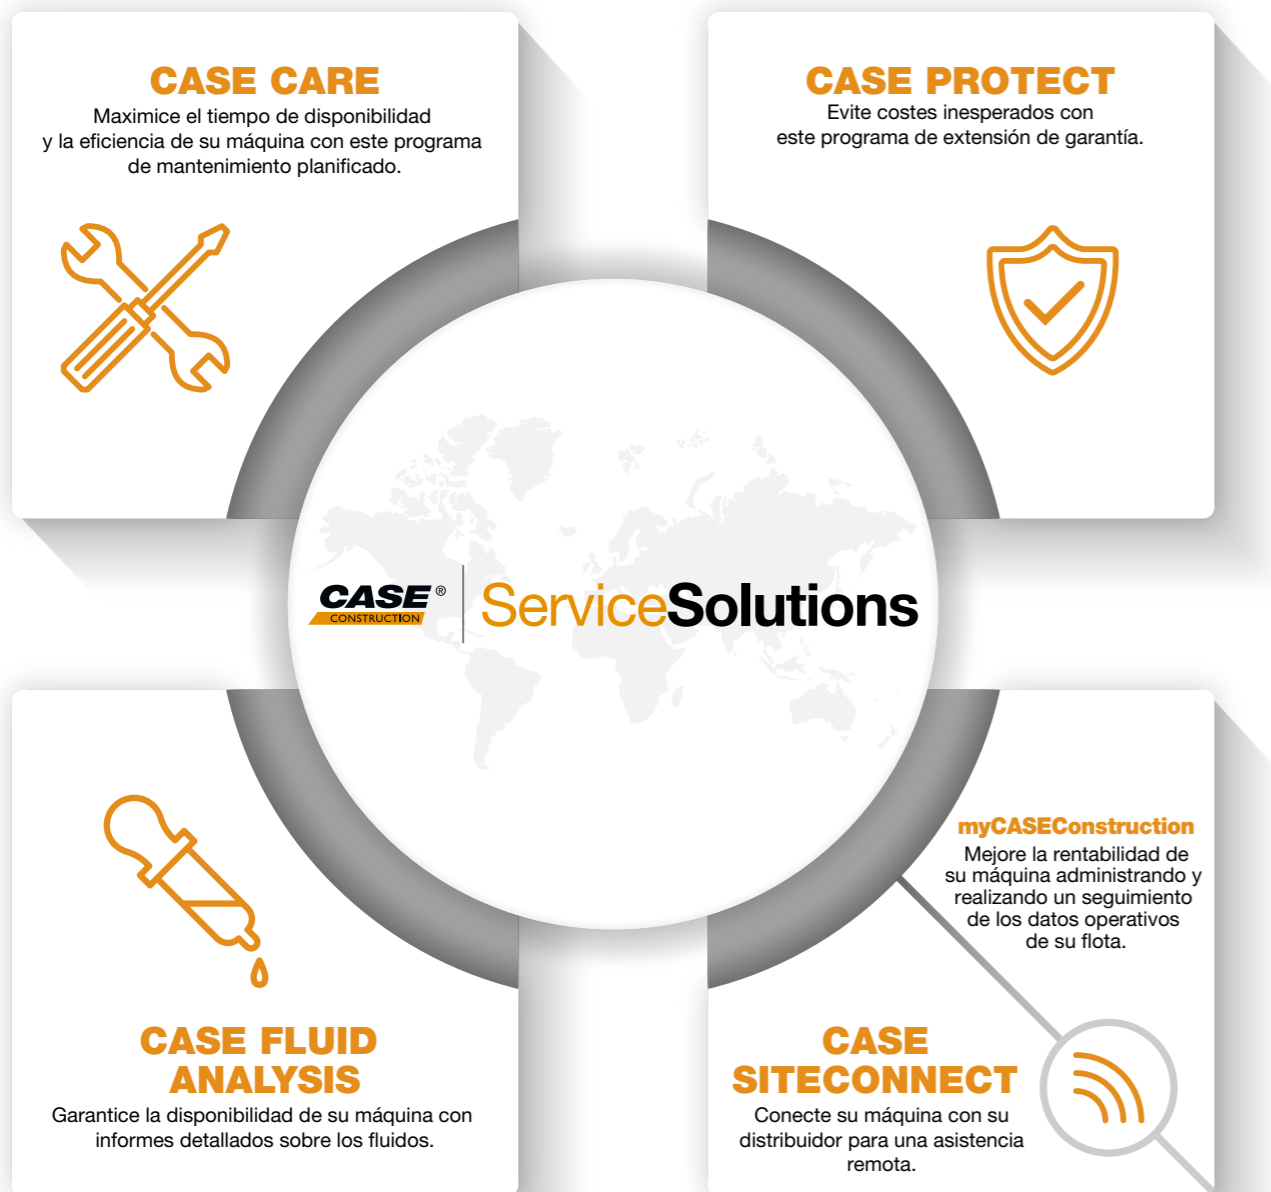 CASE CARE
Maximice el tiempo de disponibilidad
y la eficiencia de su máquina con este programa
de mantenimiento planificado.
CASE PROTECT
Evite costes inesperados con
este programa de extensión de garantía.
CASE®
CONSTRUCTION
ServiceSolutions
CASE FLUID
ANALYSIS
Garantice la disponibilidad de su máquina con
informes detallados sobre los fluidos.
myCASEConstruction
Mejore la rentabilidad de
su máquina administrando y
realizando un seguimiento
de los datos operativos
de su flota.
CASE
SITECONNECT
Conecte su máquina con su
distribuidor para una asistencia
remota.